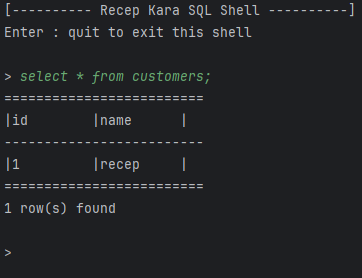 [---------- Recep Kara SQL Shell ----------]
Enter : quit to exit this shell
> select * from customers;
=========================
|id        |name      |
-------------------------
|1         |recep     |
=========================
1 row(s) found
>